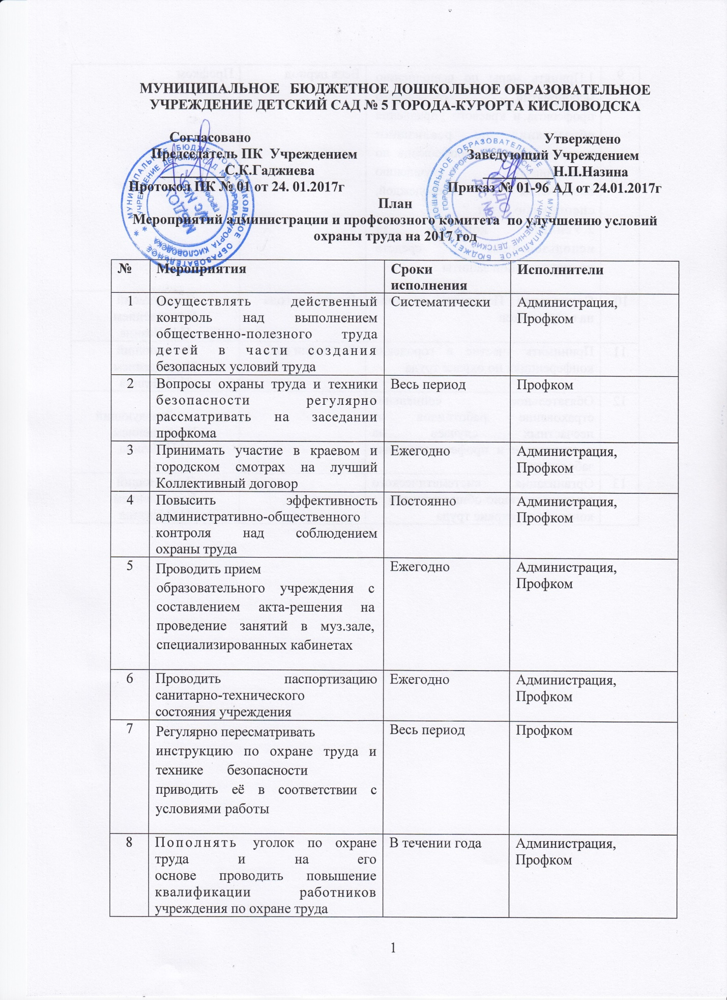 МУНИЦИПАЛЬНОЕ БЮДЖЕТНОЕ ДОШКОЛЬНОЕ ОБРАЗОВАТЕЛЬНОЕ
УЧРЕЖДЕНИЕ ДЕТСКИЙ САД № 5 ГОРОДА-КУРОРТА КИСЛОВОДСКА
Согласовано
Председатель ПК Учреждением
С.К.Гаджиева
Протокол ПК № 01 от 24. 01.2017г
Утверждено
Заведующий Учреждением
Н.П.Назина
Приказ № 01-96 АД от 24.01.2017г
План
Мероприятий администрации и профсоюзного комитета по улучшению условий
охраны труда на 2017 год
№ Мероприятия Сроки Исполнители
исполнения
1 Осуществлять действенный Систематически Администрация,
контроль над выполнением Профком
общественно-полезного труда
детей в части создания
безопасных условий труда
2 Вопросы охраны труда и техники Весь период Профком
безопасности регулярно
рассматривать на заседании
профкома
3 Принимать участие в краевом и Ежегодно Администрация,
городском смотрах на лучший Профком
Коллективный договор
4 Повысить эффективность Постоянно Администрация,
административно-общественного Профком
контроля над соблюдением
охраны труда
5 Проводить прием Ежегодно Администрация,
образовательного учреждения с Профком
составлением акта-решения на
проведение занятий в муз.зале,
специализированных кабинетах
6 Проводить паспортизацию Ежегодно Администрация,
санитарно-технического Профком
состояния учреждения
7 Регулярно пересматривать Весь период Профком
инструкцию по охране труда и
технике безопасности
приводить её в соответствии с
условиями работы
8 Пополнять уголок по охране В течении года Администрация,
труда и на его Профком
основе проводить повышение
квалификации работников
учреждения по охране труда
1